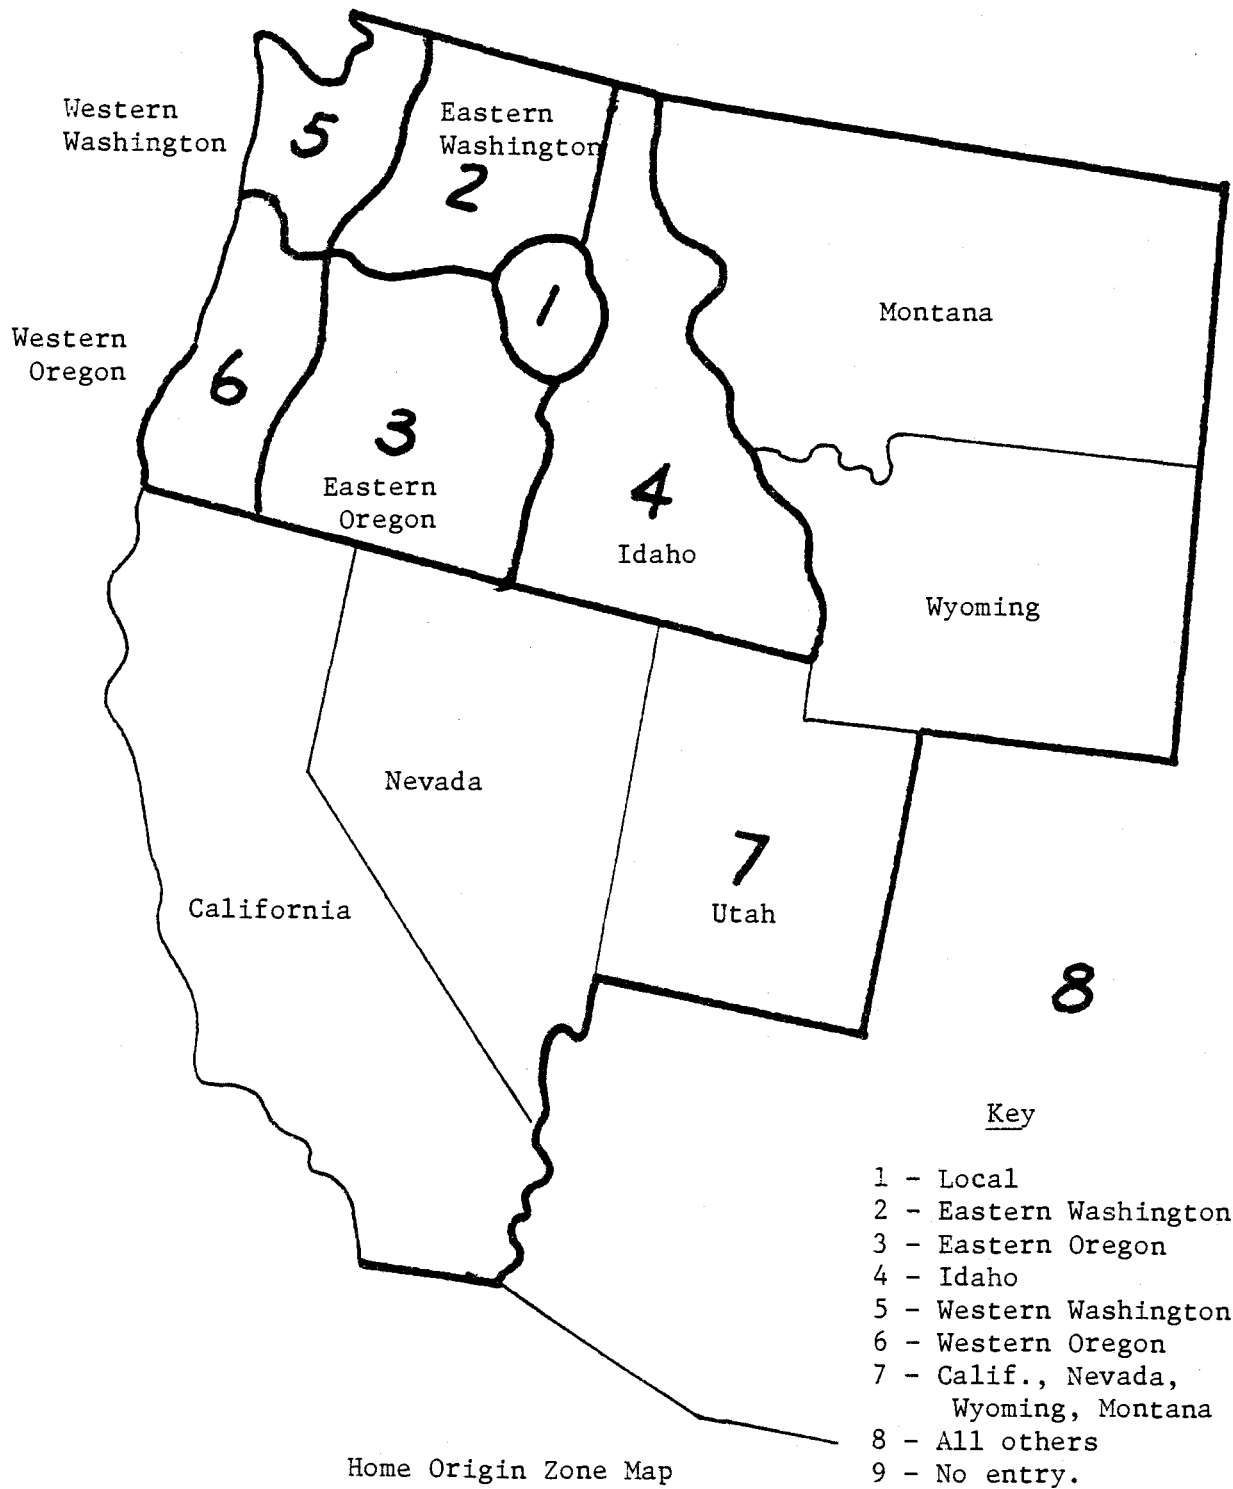 Western
Washington
5
Eastern
Washington
2
1
Montana
Western
Oregon
6
3
Eastern
Oregon
4
Idaho
Wyoming
Nevada
7
Utah
California
8
Key
1 - Local
2 - Eastern Washington
3 - Eastern Oregon
4 - Idaho
5 - Western Washington
6 - Western Oregon
7 - Calif., Nevada,
Wyoming, Montana
8 - All others
9 - No entry.
Home Origin Zone Map